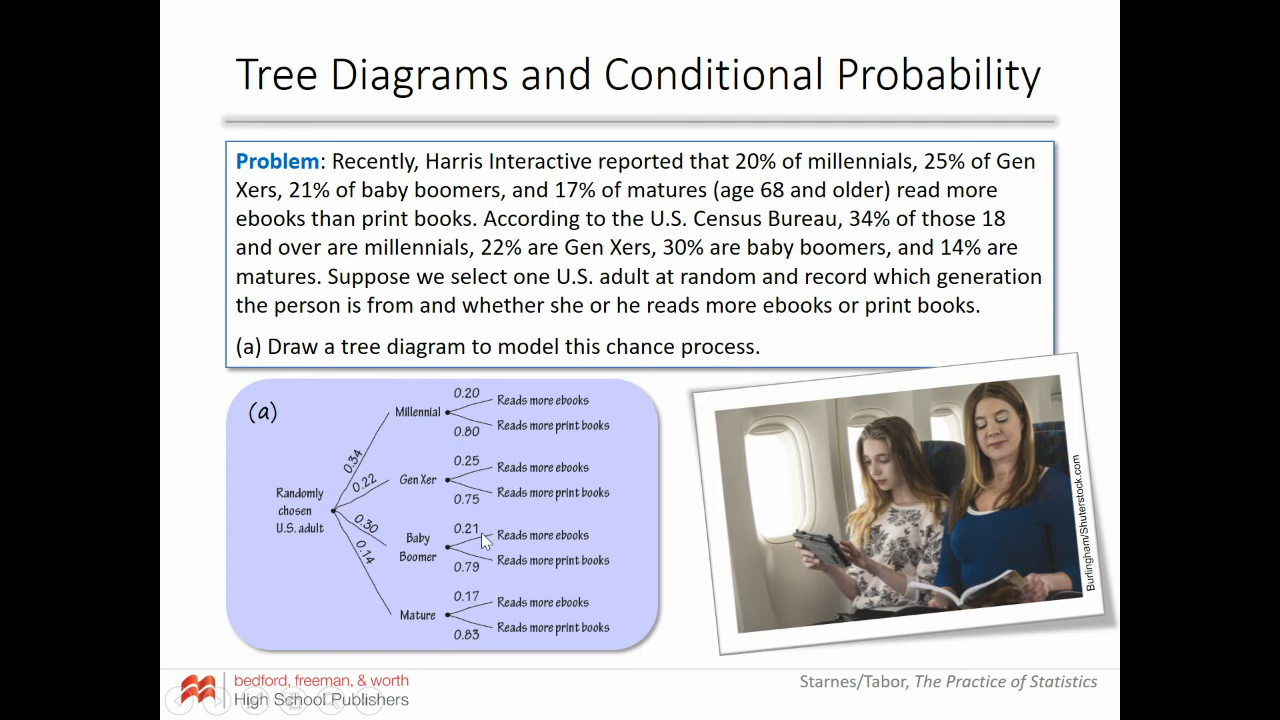 Tree Diagrams and Conditional Probability
Problem: Recently, Harris Interactive reported that 20% of millennials, 25% of Gen
Xers, 21% of baby boomers, and 17% of matures (age 68 and older) read more
ebooks than print books. According to the U.S. Census Bureau, 34% of those 18
and over are millennials, 22% are Gen Xers, 30% are baby boomers, and 14% are
matures. Suppose we select one U.S. adult at random and record which generation
the person is from and whether she or he reads more ebooks or print books.
(a) Draw a tree diagram to model this chance process.
(a)
Randomly
chosen
U.S. adult
0.34
0.22
0.30
0.14
Millennial
0.20
Reads more ebooks
0.80
Reads more print books
Gen Xer
0.25
Reads more ebooks
0.75
Reads more print books
Baby
Boomer
0.21
Reads more ebooks
0.79
Reads more print books
Mature
0.17
Reads more ebooks
0.83
Reads more print books
Burlingham/Shuterstock.com
bedford, freeman, & worth
High School Publishers
Starnes/Tabor, The Practice of Statistics